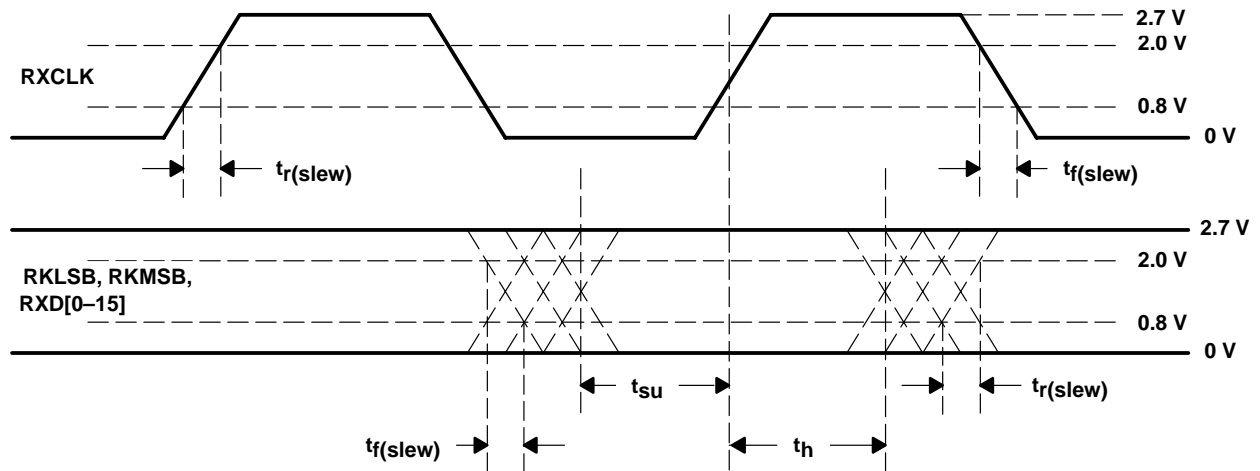 2.7 V
2.0 V
RXCLK
0.8 V
0 V
tr(slew)
tf(slew)
2.7 V
2.0 V
RKLSB, RKMSB,
RXD[0–15]
0.8 V
0 V
tsu
tr(slew)
tf(slew)
th